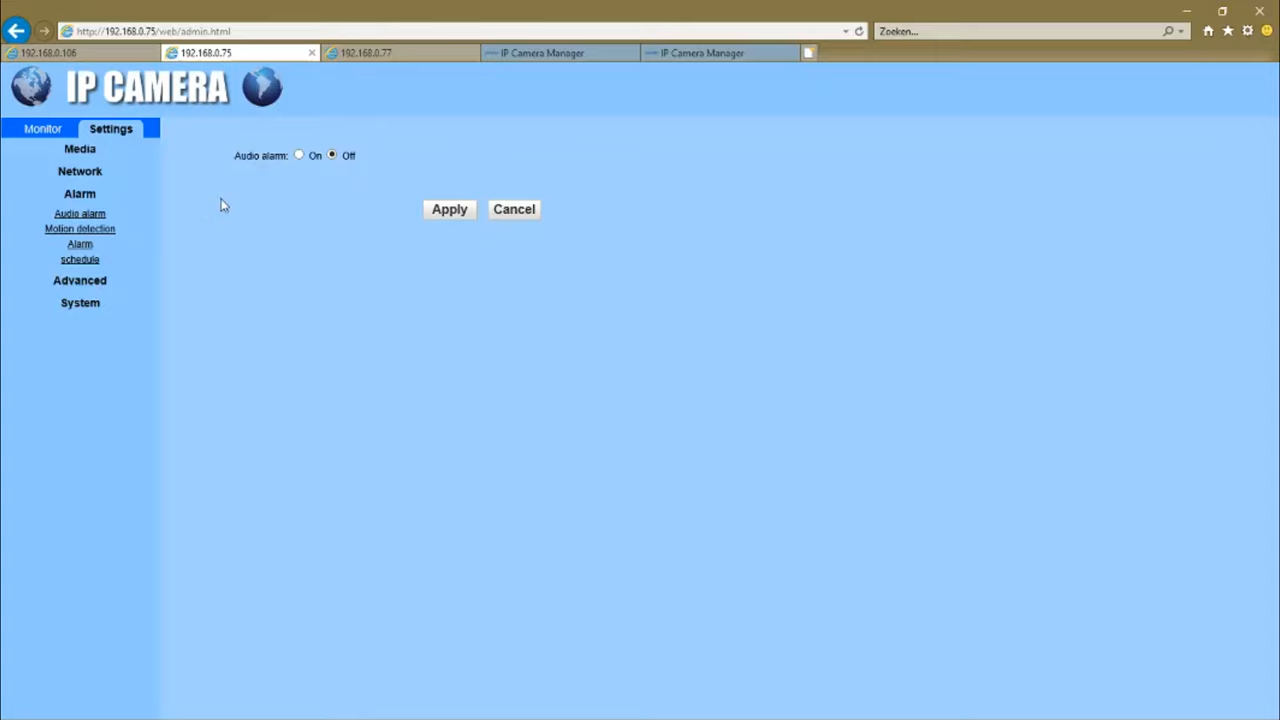 http://192.168.0.75/web/admin.html
Zoeken...
192.168.0.106
192.168.0.75
192.168.0.77
IP Camera Manager
IP Camera Manager
IP CAMERA
Monitor
Settings
Media
Network
Alarm
Audio alarm
Motion detection
Alarm
schedule
Advanced
System
Audio alarm: On Off
Apply Cancel